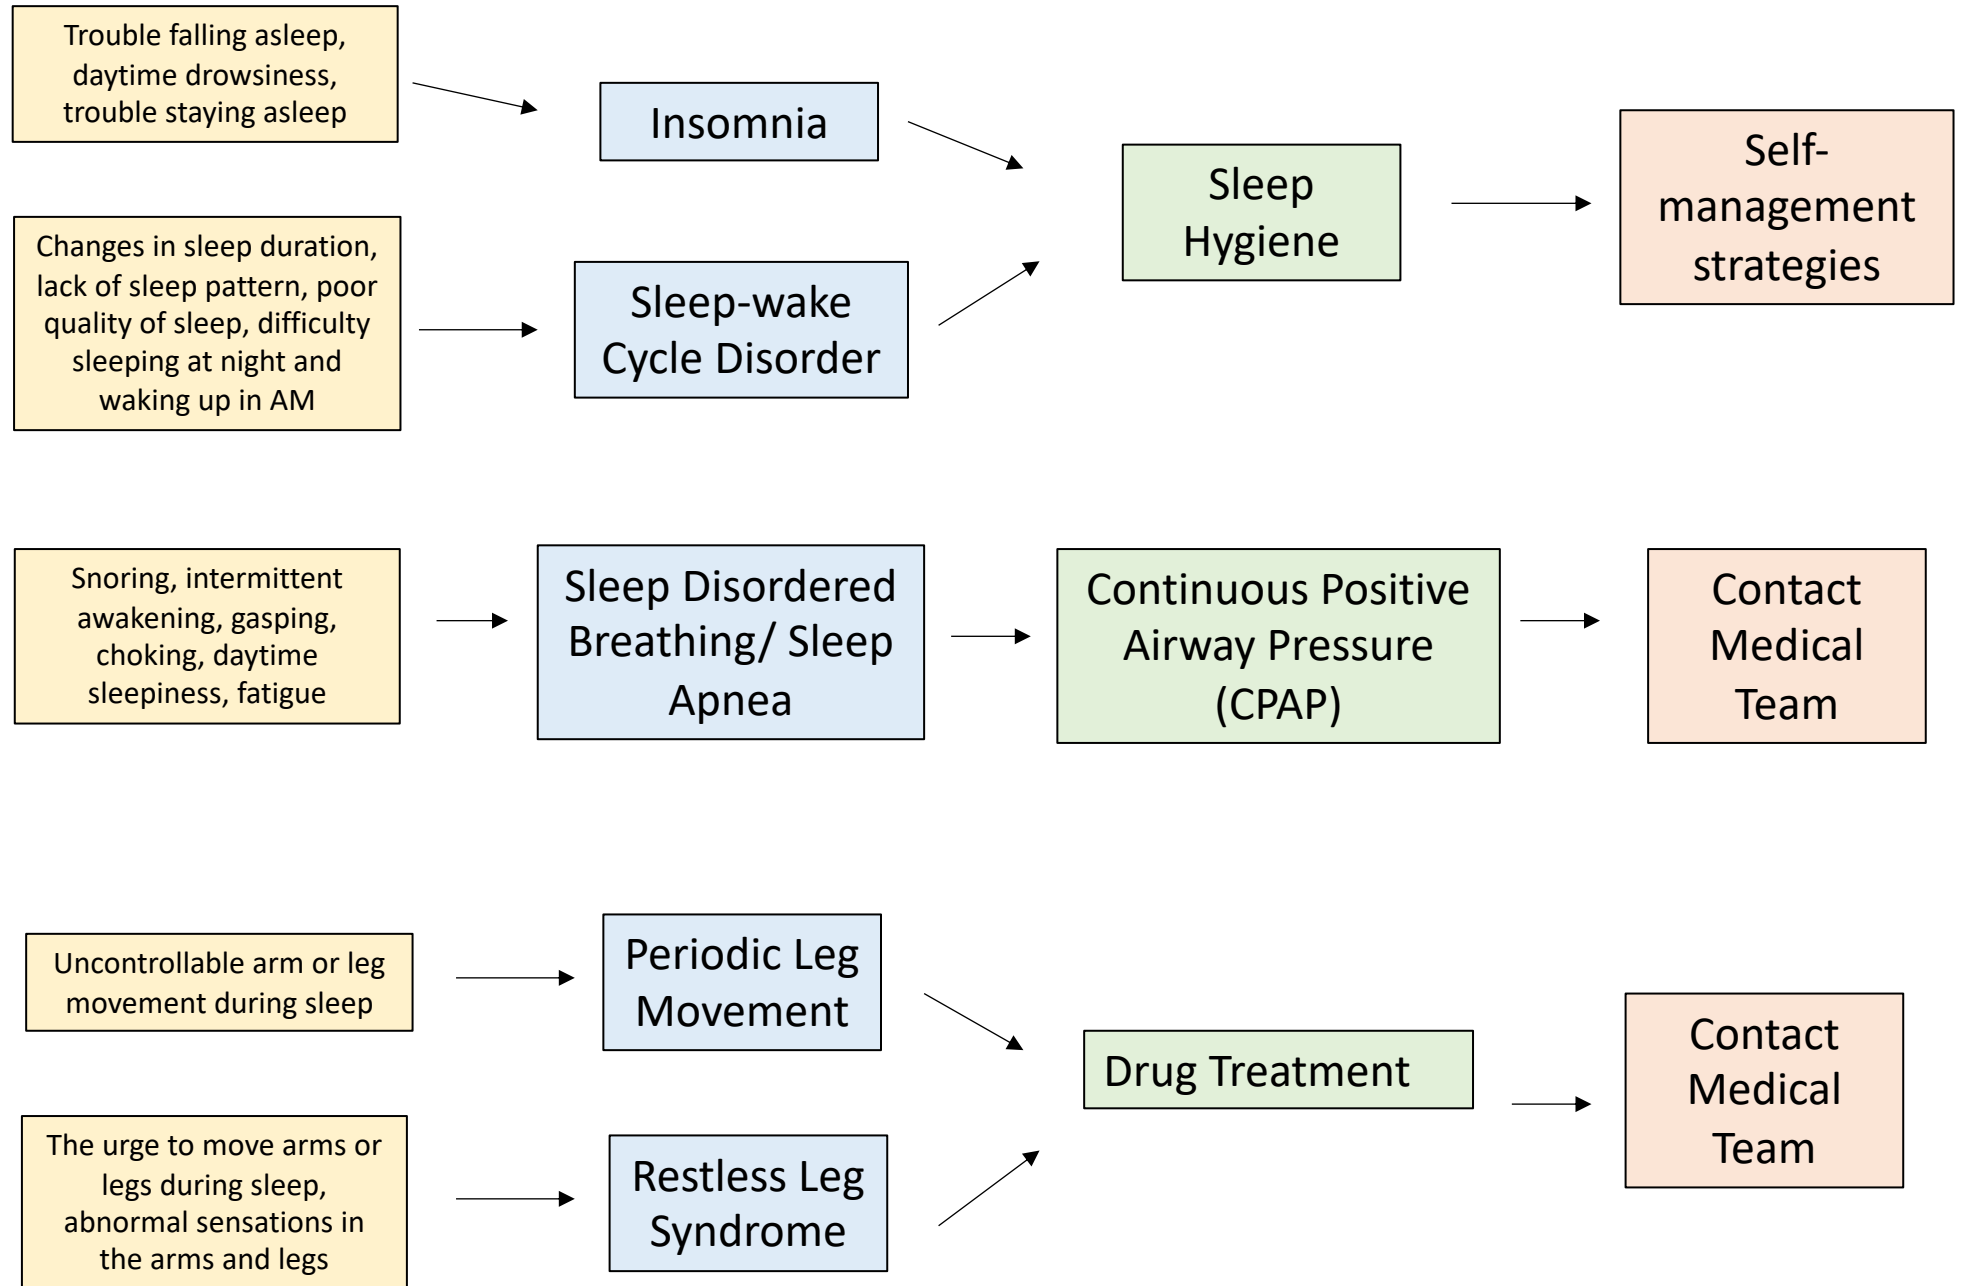 Trouble falling asleep,
daytime drowsiness,
trouble staying asleep
Insomnia
Changes in sleep duration,
lack of sleep pattern, poor
quality of sleep, difficulty
sleeping at night and
waking up in AM
Sleep-wake
Cycle Disorder
Sleep
Hygiene
Self-
management
strategies
Snoring, intermittent
awakening, gasping,
choking, daytime
sleepiness, fatigue
Sleep Disordered
Breathing/ Sleep
Apnea
Continuous Positive
Airway Pressure
(CPAP)
Contact
Medical
Team
Uncontrollable arm or leg
movement during sleep
Periodic Leg
Movement
The urge to move arms or
legs during sleep,
abnormal sensations in
the arms and legs
Restless Leg
Syndrome
Drug Treatment
Contact
Medical
Team